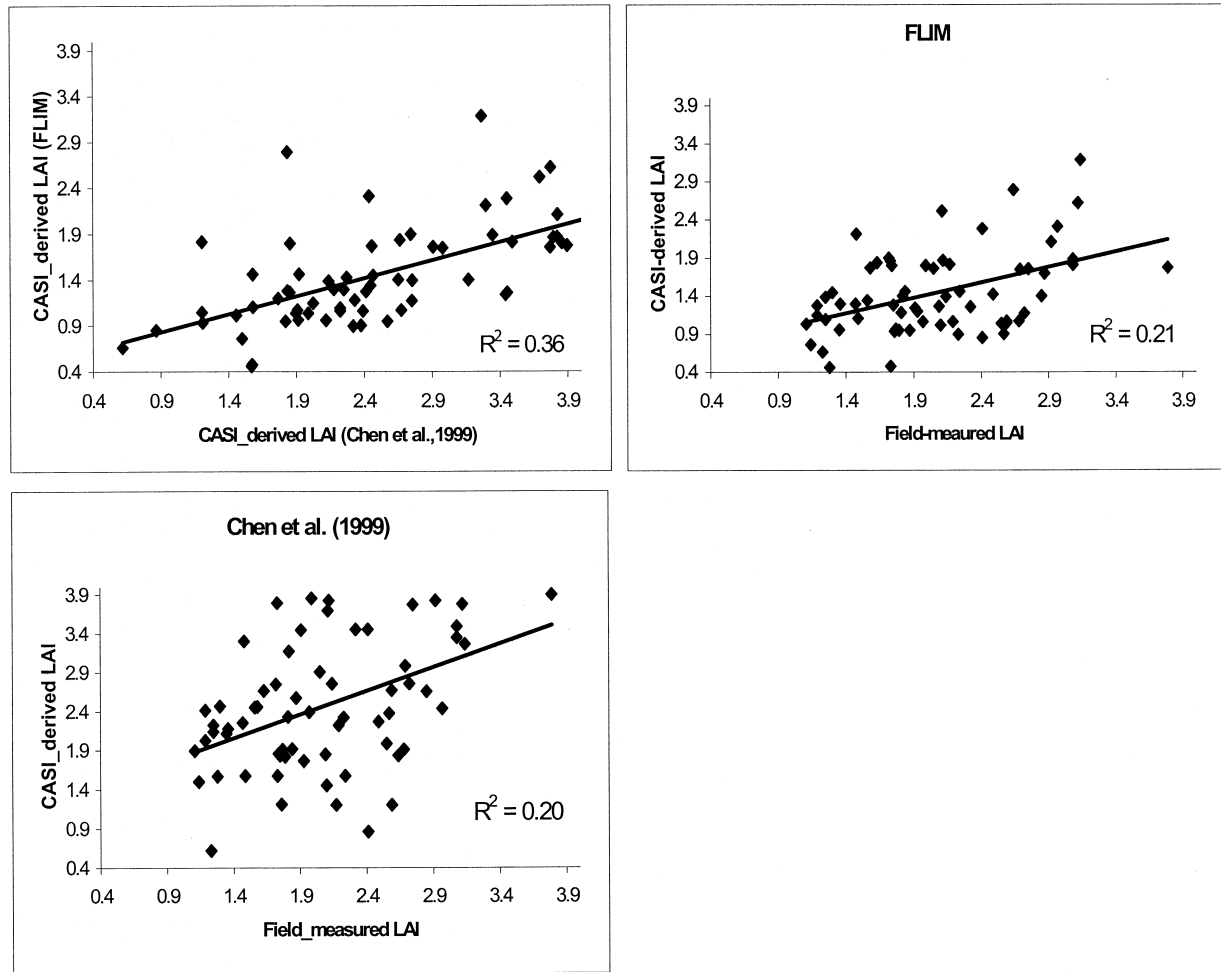 3.9
3.4
2.9
2.4
1.9
1.4
0.9
0.4
CASI_derived LAI (FLIM)
R² = 0.36
0.4 0.9 1.4 1.9 2.4 2.9 3.4 3.9
CASI_derived LAI (Chen et al.,1999)
FLIM
3.9
3.4
2.9
2.4
1.9
1.4
0.9
0.4
CASI-derived LAI
R² = 0.21
0.4 0.9 1.4 1.9 2.4 2.9 3.4 3.9
Field-meaured LAI
Chen et al. (1999)
3.9
3.4
2.9
2.4
1.9
1.4
0.9
0.4
CASI_derived LAI
R² = 0.20
0.4 0.9 1.4 1.9 2.4 2.9 3.4 3.9
Field_measured LAI